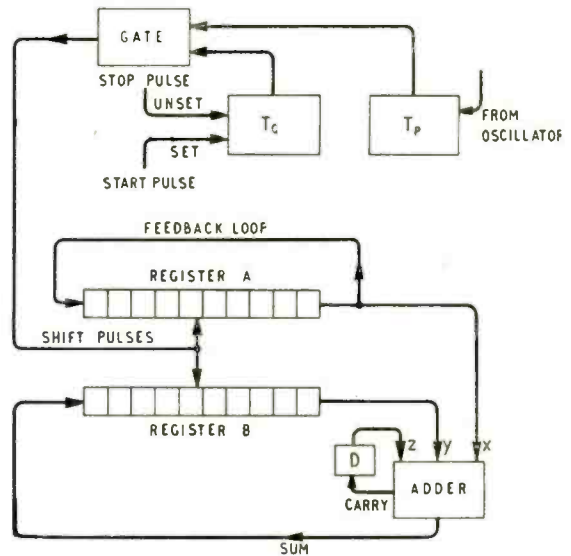 GATE
STOP PULSE
UNSET
SET
START PULSE
TG
TP
FROM
OSCILLATOR
FEEDBACK LOOP
REGISTER A
SHIFT PULSES
REGISTER B
Z
y
x
D
CARRY
ADDER
SUM